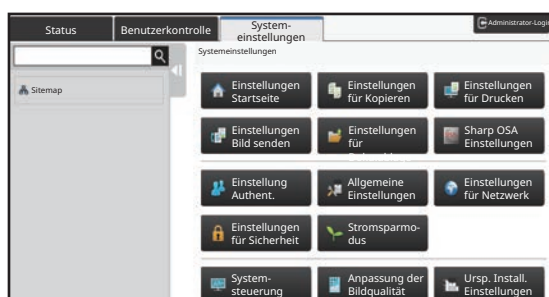 Status
Benutzerkontrolle
System-
einstellungen
Administrator-Login
Systemeinstellungen
Sitemap
Einstellungen
Startseite
Einstellungen
für Kopieren
Einstellungen
für Drucken
Einstellungen
Bild senden
Einstellungen
für
Sharp OSA
Einstellungen
Einstellung
Authent.
Allgemeine
Einstellungen
Einstellungen
für Netzwerk
Einstellungen
für Sicherheit
Stromsparmo-
dus
System-
steuerung
Anpassung der
Bildqualität
Ursp. Install.
Einstellungen